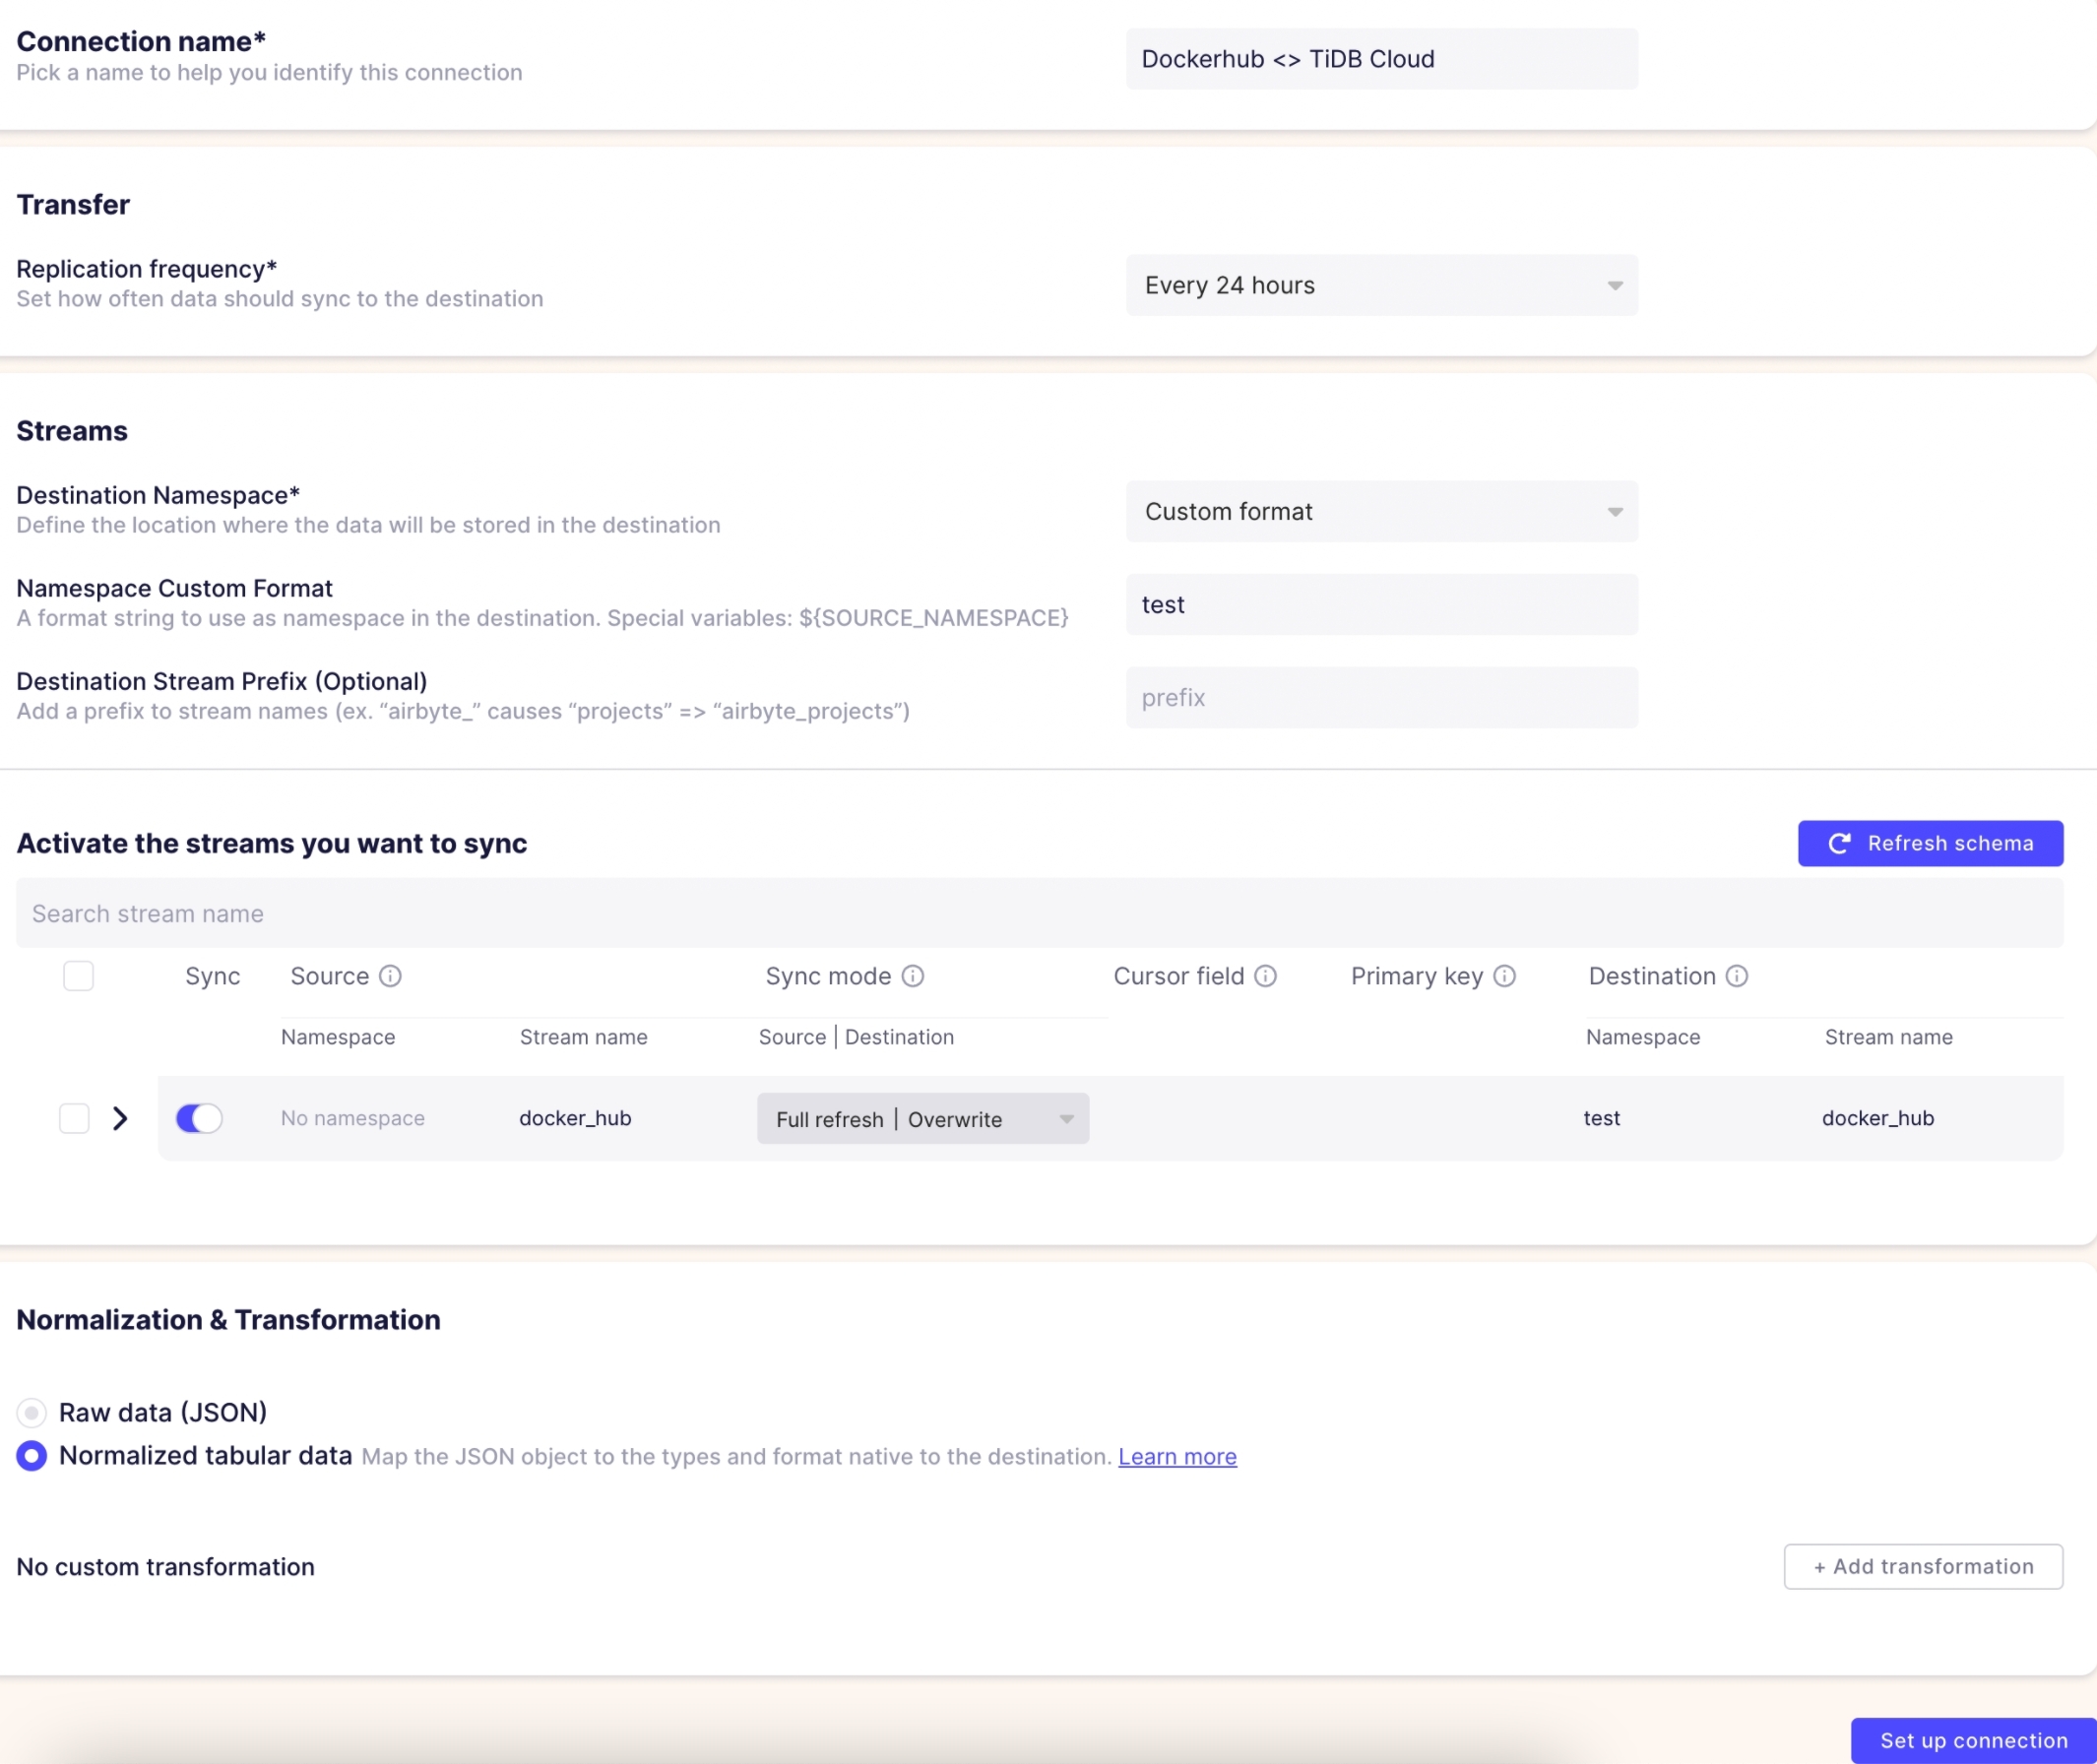 Connection name*
Pick a name to help you identify this connection
Dockerhub <> TiDB Cloud
Transfer
Replication frequency*
Set how often data should sync to the destination
Every 24 hours
Streams
Destination Namespace*
Define the location where the data will be stored in the destination
Custom format
Namespace Custom Format
A format string to use as namespace in the destination. Special variables: ${SOURCE_NAMESPACE}
test
Destination Stream Prefix (Optional)
Add a prefix to stream names (ex. “airbyte_” causes “projects” => “airbyte_projects”)
prefix
Activate the streams you want to sync
Refresh schema
Search stream name
Sync Source Sync mode Cursor field Primary key Destination
Namespace Stream name Source | Destination Namespace Stream name
No namespace docker_hub Full refresh | Overwrite test docker_hub
Normalization & Transformation
Raw data (JSON)
Normalized tabular data Map the JSON object to the types and format native to the destination. Learn more
No custom transformation
+ Add transformation
Set up connection